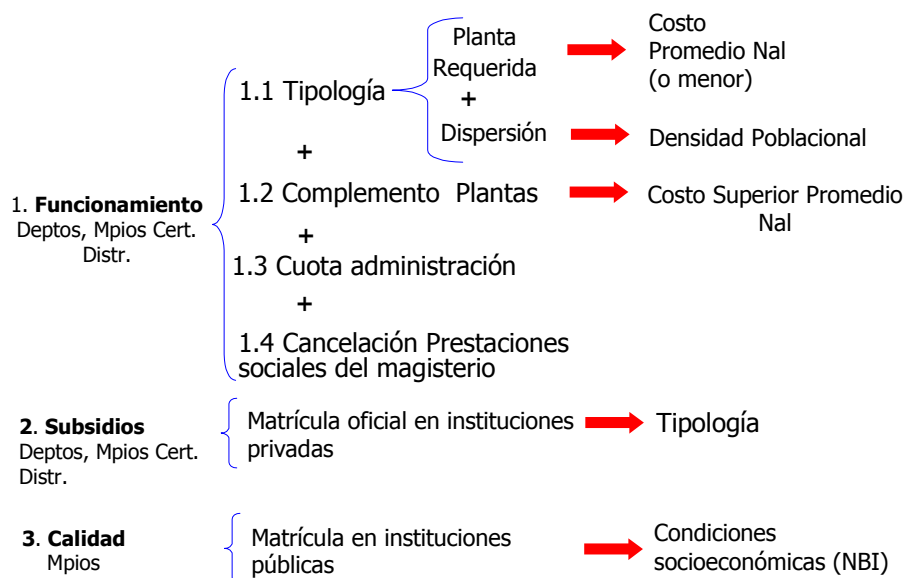 1. Funcionamiento
Deptos, Mpios Cert.
Distr.
1.1 Tipología
Planta
Requerida
+
Dispersión
Costo
Promedio Nal
(o menor)
Densidad Poblacional
+
1.2 Complemento Plantas
Costo Superior Promedio
Nal
+
1.3 Cuota administración
+
1.4 Cancelación Prestaciones
sociales del magisterio
2. Subsidios
Deptos, Mpios Cert.
Distr.
Matrícula oficial en instituciones
privadas
Tipología
3. Calidad
Mpios
Matrícula en instituciones
públicas
Condiciones
socioeconómicas (NBI)